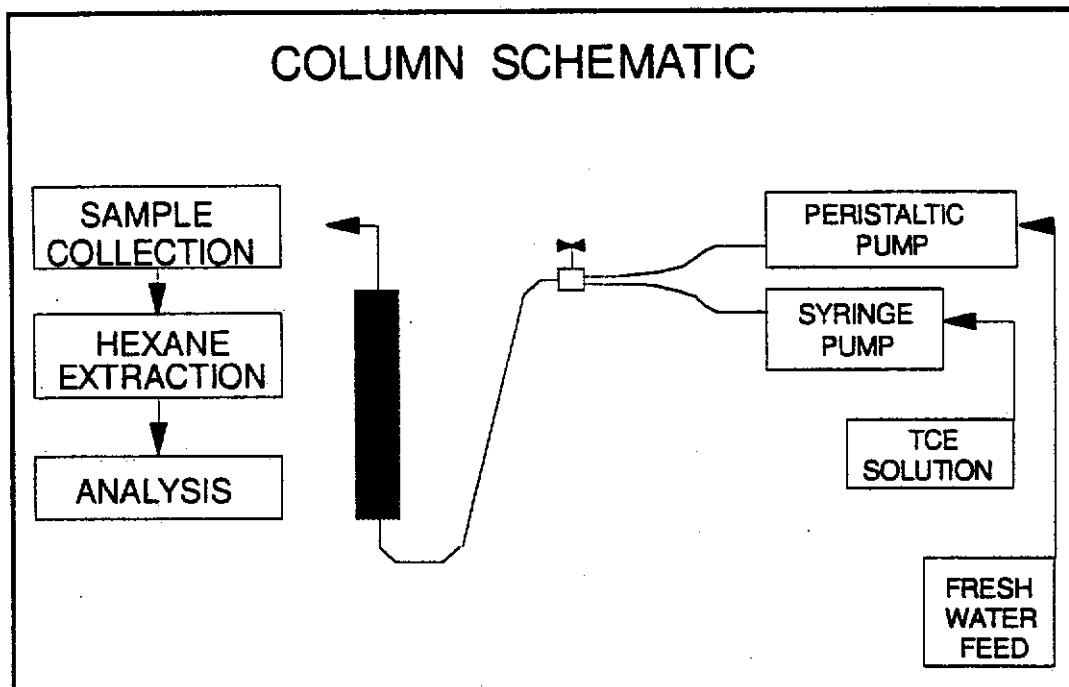 COLUMN SCHEMATIC
SAMPLE
COLLECTION
HEXANE
EXTRACTION
ANALYSIS
PERISTALTIC
PUMP
SYRINGE
PUMP
TCE
SOLUTION
FRESH
WATER
FEED